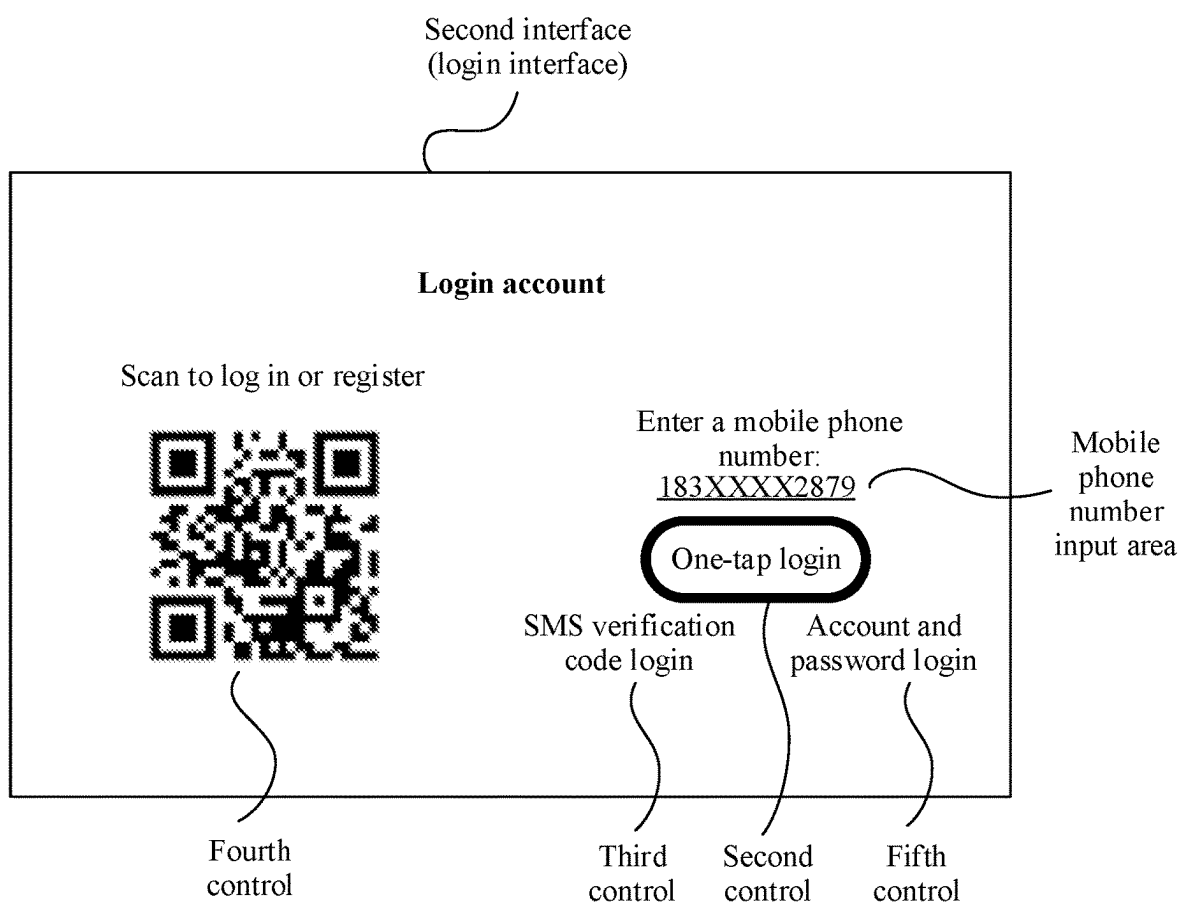 Second interface
(login interface)
Login account
Scan to log in or register
Enter a mobile phone
number:
183XXXX2879
Mobile
phone
number
input area
One-tap login
SMS verification
code login
Account and
password login
Fourth
control
Third
control
Second
control
Fifth
control